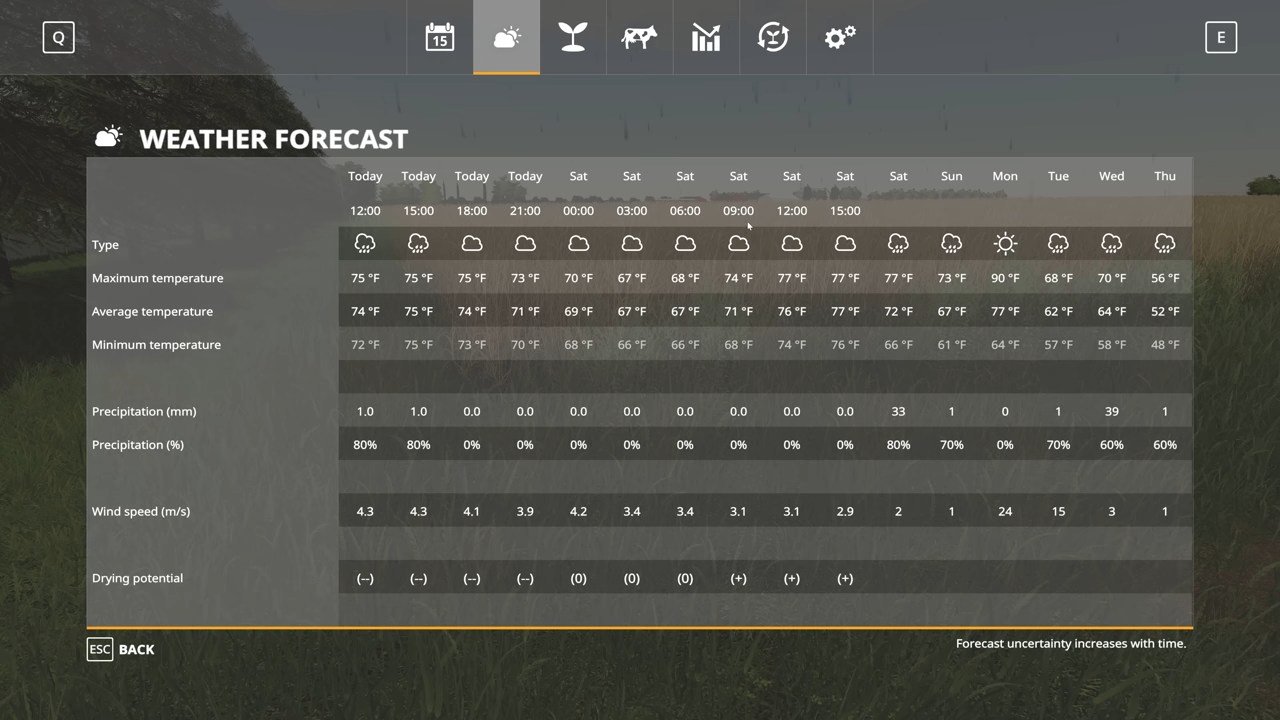 Q
15
E
WEATHER FORECAST
Today Today Today Today Sat Sat Sat Sat Sat Sat Sat Sun Mon Tue Wed Thu
12:00 15:00 18:00 21:00 00:00 03:00 06:00 09:00 12:00 15:00
Type
Maximum temperature 75 °F 75 °F 75 °F 73 °F 70 °F 67 °F 68 °F 74 °F 77 °F 77 °F 77 °F 73 °F 90 °F 68 °F 70 °F 56 °F
Average temperature 74 °F 75 °F 74 °F 71 °F 69 °F 67 °F 67 °F 71 °F 76 °F 77 °F 72 °F 67 °F 77 °F 62 °F 64 °F 52 °F
Minimum temperature 72 °F 75 °F 73 °F 70 °F 68 °F 66 °F 66 °F 68 °F 74 °F 76 °F 66 °F 61 °F 64 °F 57 °F 58 °F 48 °F
Precipitation (mm) 1.0 1.0 0.0 0.0 0.0 0.0 0.0 0.0 0.0 0.0 33 1 0 1 39 1
Precipitation (%) 80% 80% 0% 0% 0% 0% 0% 0% 0% 0% 80% 70% 0% 70% 60% 60%
Wind speed (m/s) 4.3 4.3 4.1 3.9 4.2 3.4 3.4 3.1 3.1 2.9 2 1 24 15 3 1
Drying potential (--) (--) (--) (--) (0) (0) (0) (+) (+) (+)
ESC BACK
Forecast uncertainty increases with time.